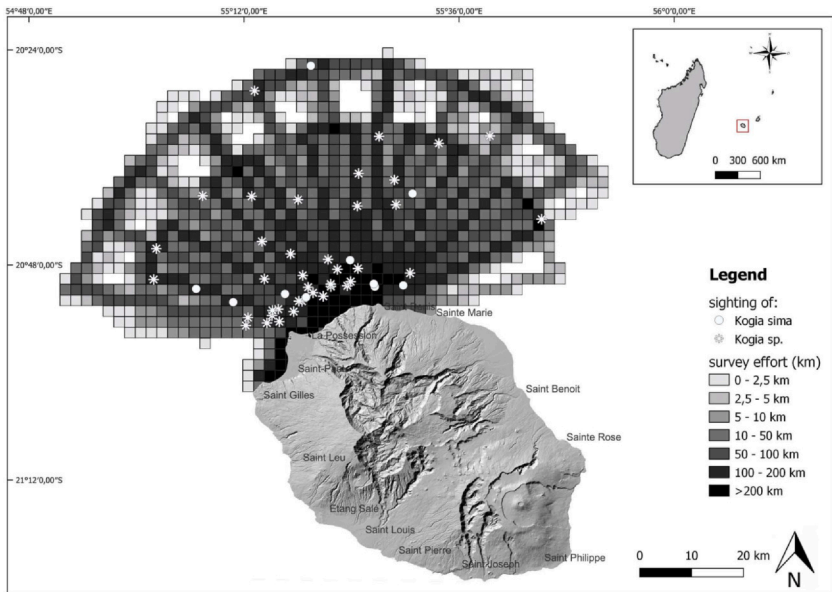 54°48'0,00"E 55°12'0,00"E 55°36'0,00"E 56°0'0,00"E
20°24'0,00"S
0 300 600 km
20°48'0,00"S
Legend
sighting of:
Kogia sima
Kogia sp.
survey effort (km)
0 - 2,5 km
2,5 - 5 km
5 - 10 km
10 - 50 km
50 - 100 km
100 - 200 km
>200 km
Sainte Marie
La Possession
Saint Gilles
Saint Benoit
Sainte Rose
Saint Leu
21°12'0,00"S
Etang Salé
Saint Louis
Saint Pierre
Saint Philippe
Saint Joseph
0 10 20 km
N